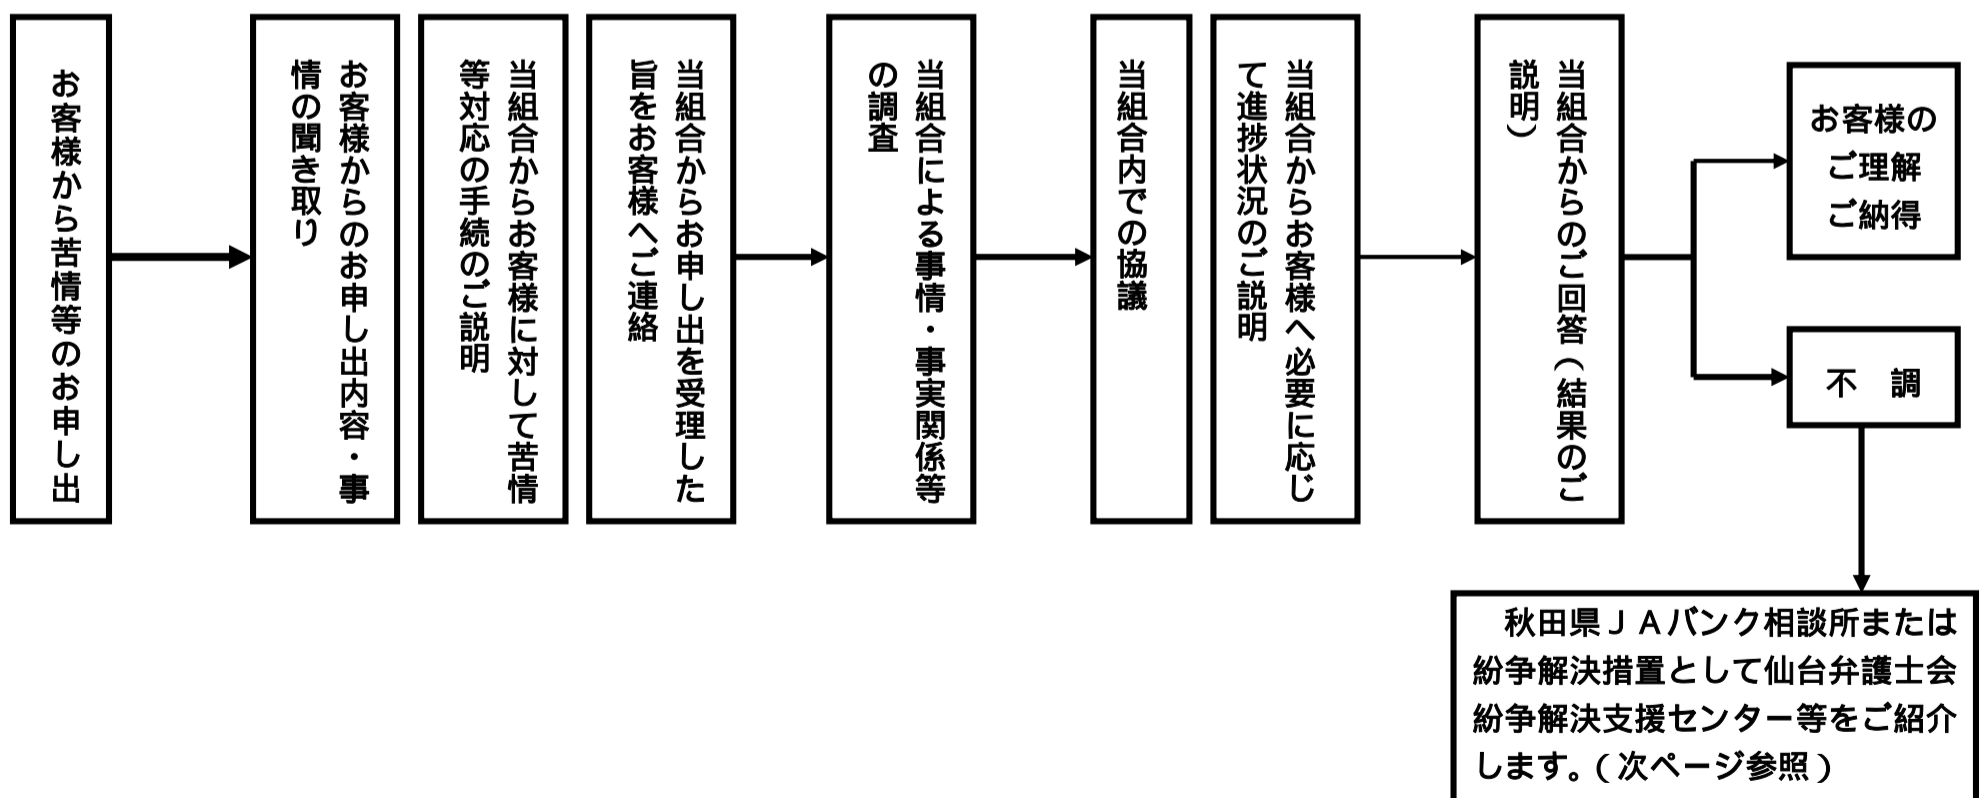 お客様から苦情等のお申し出
お客様からのお申し出内容・事
情の聞き取り
当組合からお客様に対して苦情
等対応の手続のご説明
当組合からお申し出を受理した
旨をお客様へご連絡
当組合による事情・事実関係等
の調査
当組合内での協議
当組合からお客様へ必要に応じ
て進捗状況のご説明
当組合からのご回答（結果のご
説明）
お客様の
ご理解
ご納得
不　調
秋田県ＪＡバンク相談所または
紛争解決措置として仙台弁護士会
紛争解決支援センター等をご紹介
します。（次ページ参照）